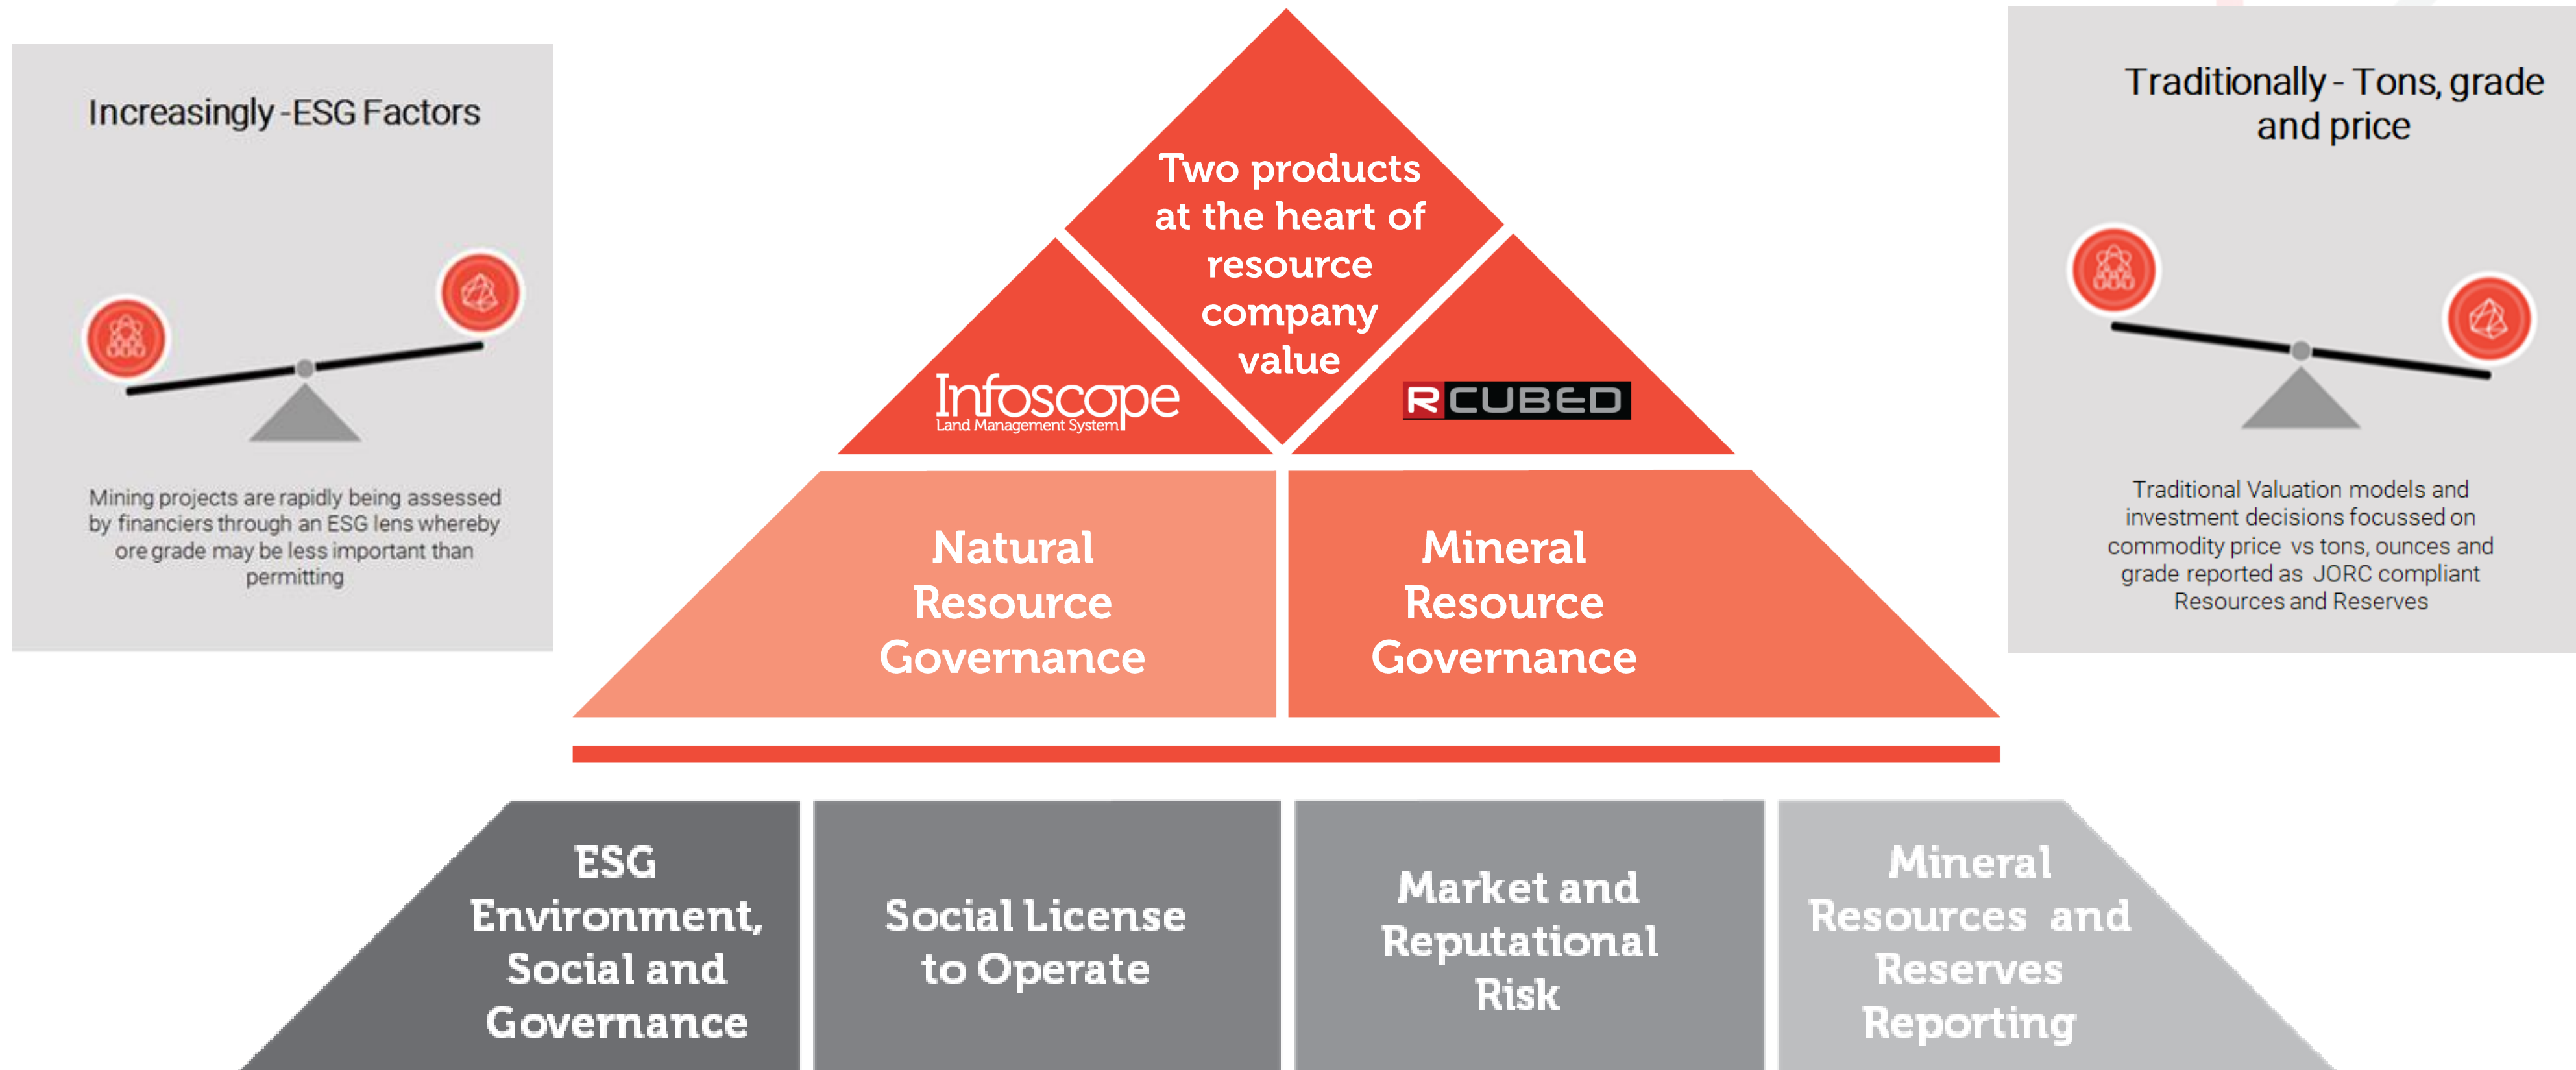 Increasingly -ESG Factors
Mining projects are rapidly being assessed
by financiers through an ESG lens whereby
ore grade may be less important than
permitting
Two products
at the heart of
resource
company
value
Infoscope
Land Management System
RCUBED
Traditionally - Tons, grade
and price
Traditional Valuation models and
investment decisions focussed on
commodity price vs tons, ounces and
grade reported as JORC compliant
Resources and Reserves
Natural
Resource
Governance
Mineral
Resource
Governance
ESG
Environment,
Social and
Governance
Social License
to Operate
Market and
Reputational
Risk
Mineral
Resources and
Reserves
Reporting